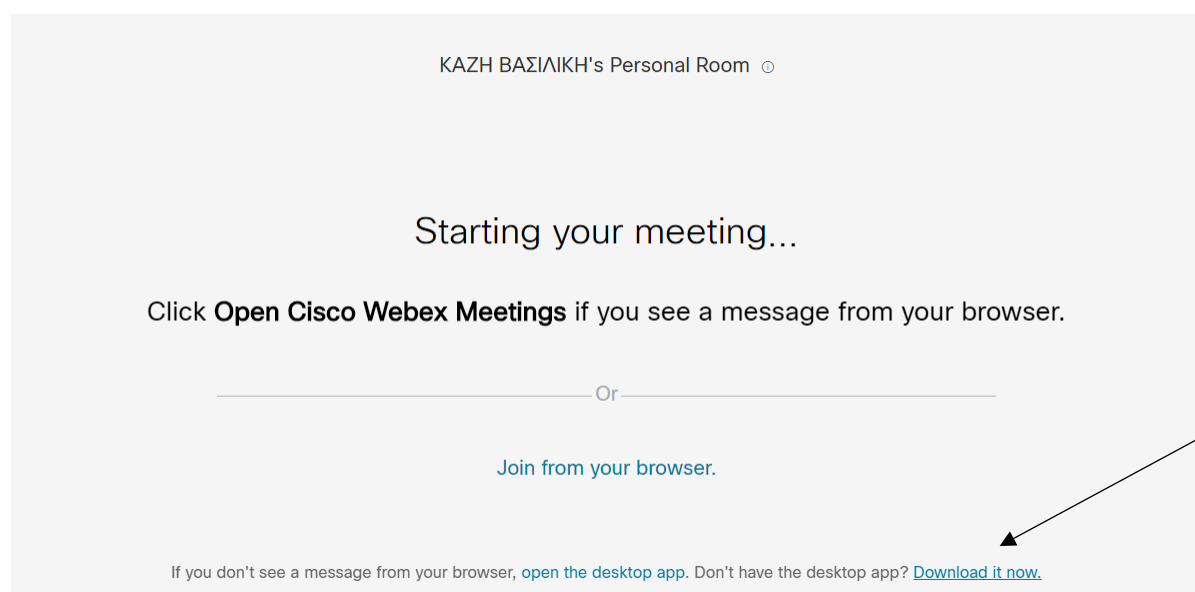 ΚΑΖΗ ΒΑΣΙΛΙΚΗ's Personal Room
Starting your meeting...
Click Open Cisco Webex Meetings if you see a message from your browser.
Or
Join from your browser.
If you don't see a message from your browser, open the desktop app. Don't have the desktop app? Download it now.